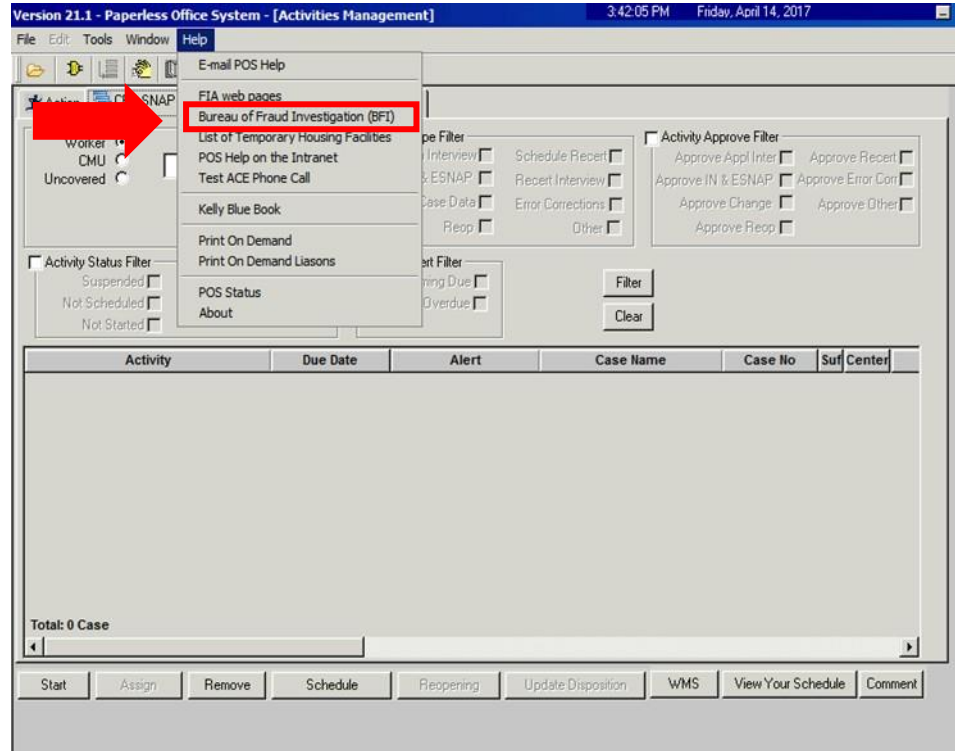 Version 21.1 - Paperless Office System - [Activities Management] 3:42:05 PM Friday, April 14, 2017
File Edit Tools Window Help
E-mail POS Help
FIA web pages
Bureau of Fraud Investigation (BFI)
List of Temporary Housing Facilities
POS Help on the Intranet
Test ACE Phone Call
Kelly Blue Book
Print On Demand
Print On Demand Liasons
POS Status
About
SNAP
Worker
CMU
Uncovered
pe Filter
Interview Schedule Recert
& ESNAP Recert Interview
Case Data Error Corrections
Reop Other
Activity Approve Filter
Approve Appl Inter Approve Recert
Approve IN & ESNAP Approve Error Corr
Approve Change Approve Other
Approve Reop
Activity Status Filter
Suspended
Not Scheduled
Not Started
ert Filter
ming Due
Overdue
Filter
Clear
Activity Due Date Alert Case Name Case No Suf Center
Total: 0 Case
Start Assign Remove Schedule Reopening Update Disposition WMS View Your Schedule Comment